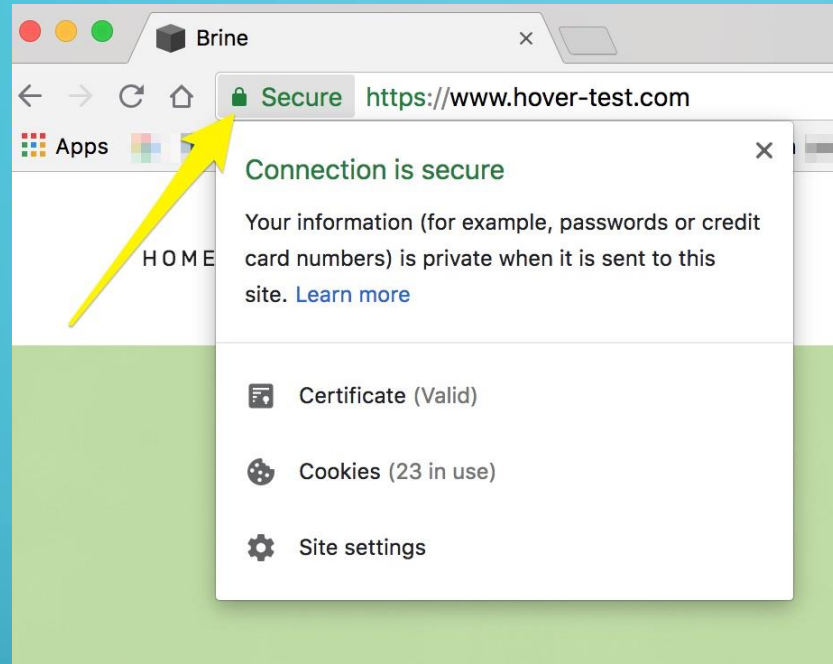 Brine
Secure https://www.hover-test.com
Apps
Connection is secure
Your information (for example, passwords or credit
card numbers) is private when it is sent to this
site. Learn more
HOME
Certificate (Valid)
Cookies (23 in use)
Site settings